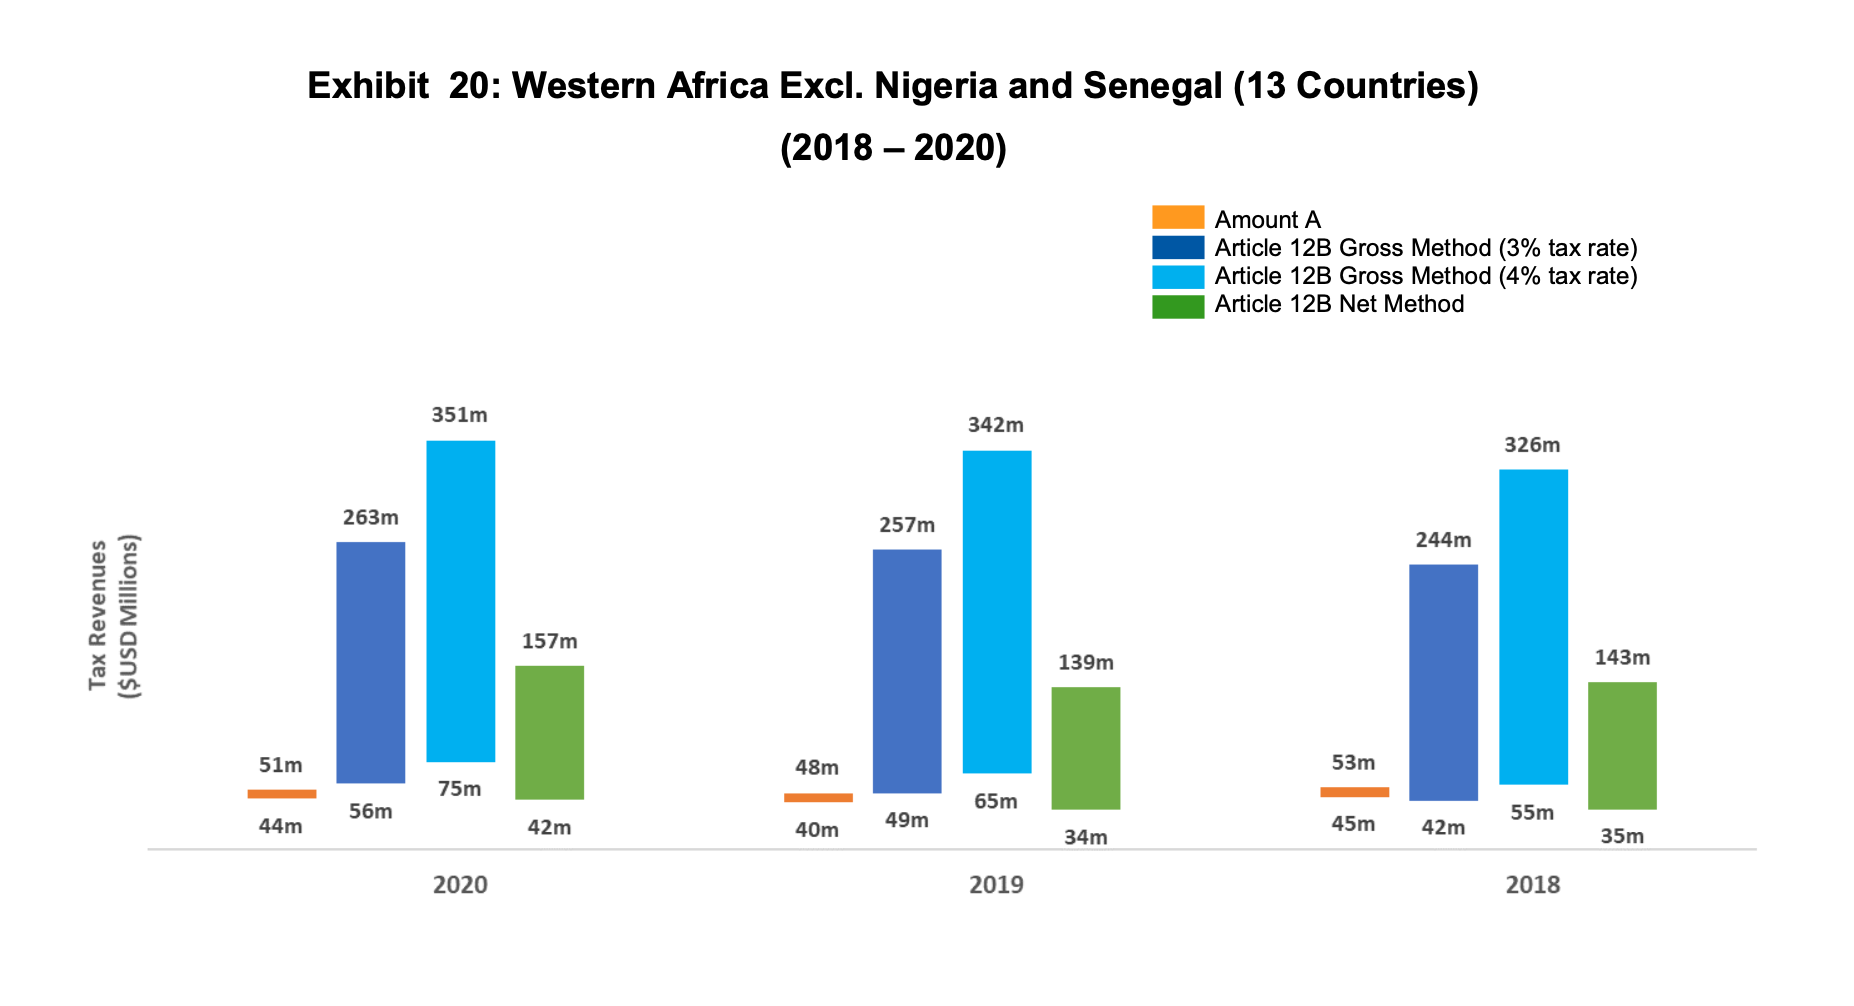 Exhibit  20: Western Africa Excl. Nigeria and Senegal (13 Countries)
(2018 – 2020)
Amount A
Article 12B Gross Method (3% tax rate)
Article 12B Gross Method (4% tax rate)
Article 12B Net Method
Tax Revenues
($USD Millions)
351m
263m
157m
51m
44m
56m
75m
42m
342m
257m
139m
48m
40m
49m
65m
34m
326m
244m
143m
53m
45m
42m
55m
35m
2020
2019
2018